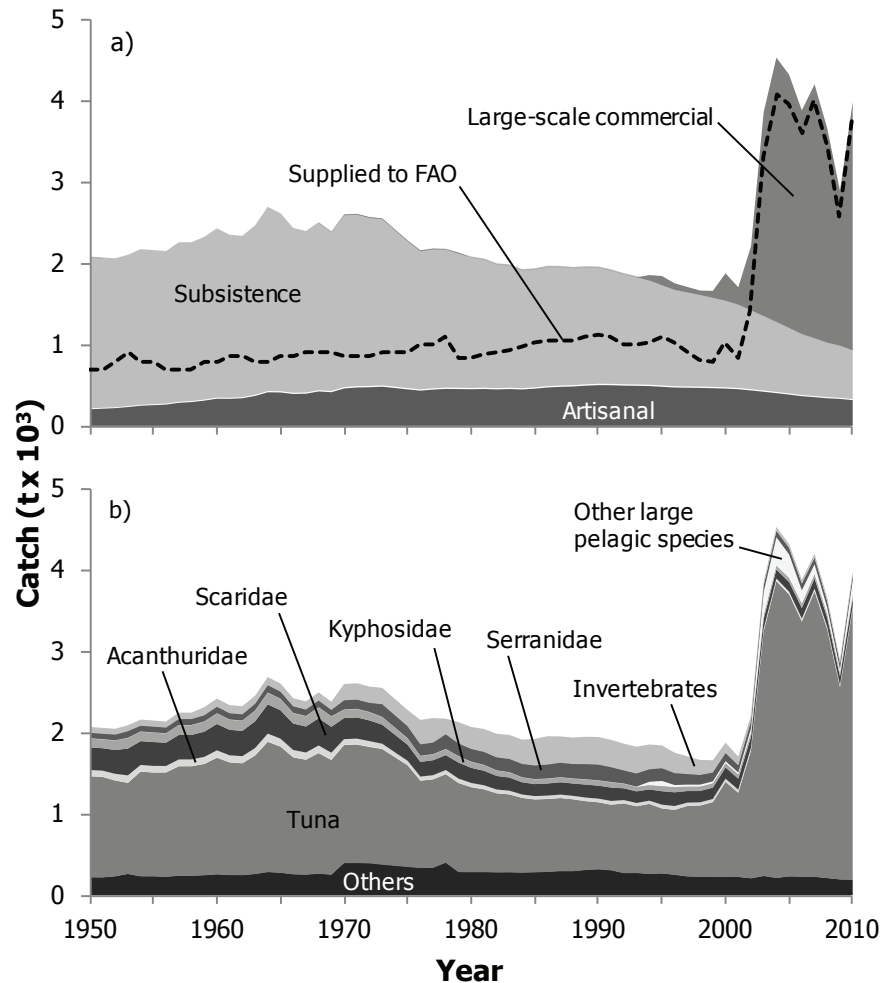 5
a)
4
Large-scale commercial
3
Supplied to FAO
2
Subsistence
1
Artisanal
0
Catch (t x 10³)
5
b)
Other large
pelagic species
4
Scaridae
Kyphosidae
3
Serranidae
Acanthuridae
Invertebrates
2
1
Tuna
Others
0
1950 1960 1970 1980 1990 2000 2010
Year